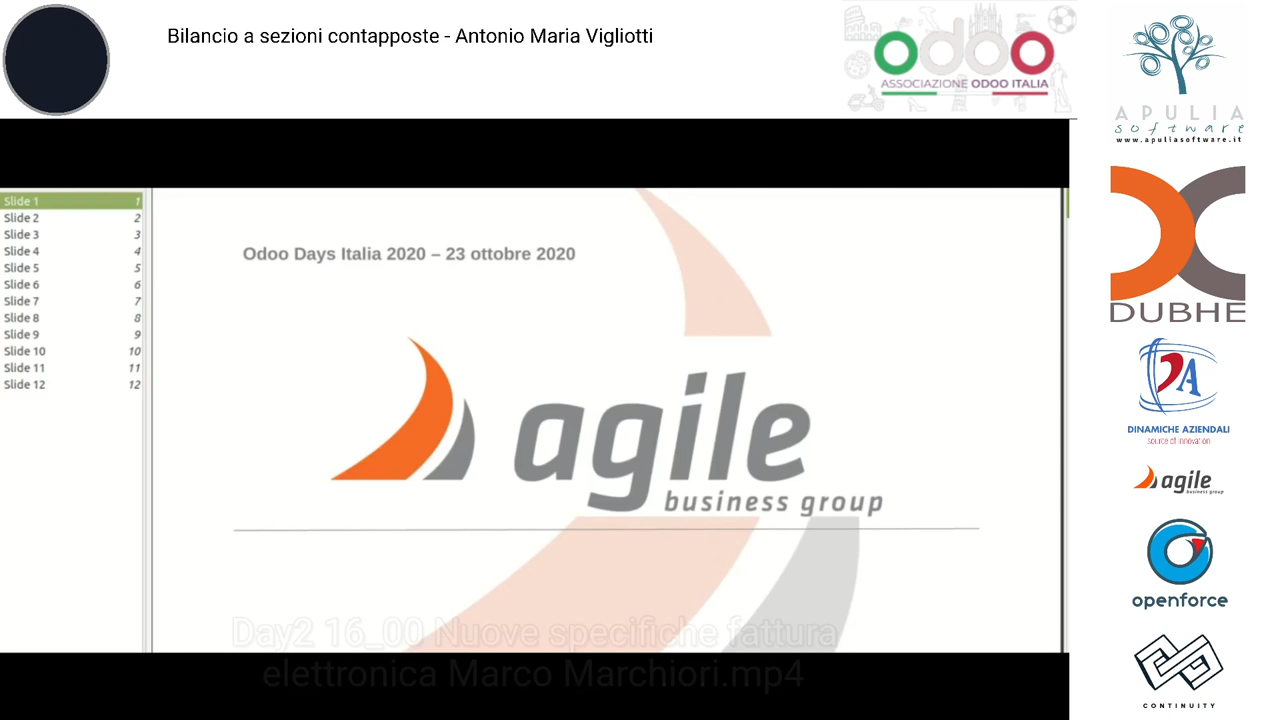 Bilancio a sezioni contapposte - Antonio Maria Vigliotti
odoo
ASSOCIAZIONE ODOO ITALIA
APULIA
software
www.apuliasoftware.it
Slide 1 1
Slide 2 2
Slide 3 3
Slide 4 4
Slide 5 5
Slide 6 6
Slide 7 7
Slide 8 8
Slide 9 9
Slide 10 10
Slide 11 11
Slide 12 12
Odoo Days Italia 2020 – 23 ottobre 2020
agile
business group
Day2 16_00 Nuove specifiche fattura
elettronica Marco Marchiori.mp4
DUBHE
DA
DINAMICHE AZIENDALI
source of innovation
agile
business group
openforce
CONTINUITY